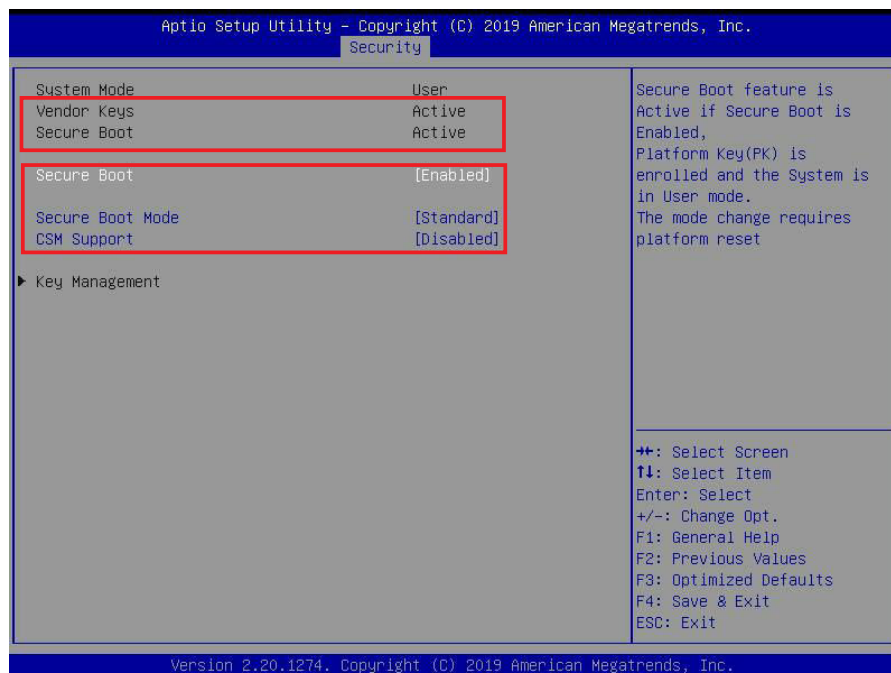 Aptio Setup Utility – Copyright (C) 2019 American Megatrends, Inc.
Security
System Mode User
Vendor Keys Active
Secure Boot Active
Secure Boot [Enabled]
Secure Boot Mode [Standard]
CSM Support [Disabled]
Key Management
Secure Boot feature is
Active if Secure Boot is
Enabled,
Platform Key(PK) is
enrolled and the System is
in User mode.
The mode change requires
platform reset
→←: Select Screen
↑↓: Select Item
Enter: Select
+/-: Change Opt.
F1: General Help
F2: Previous Values
F3: Optimized Defaults
F4: Save & Exit
ESC: Exit
Version 2.20.1274. Copyright (C) 2019 American Megatrends, Inc.